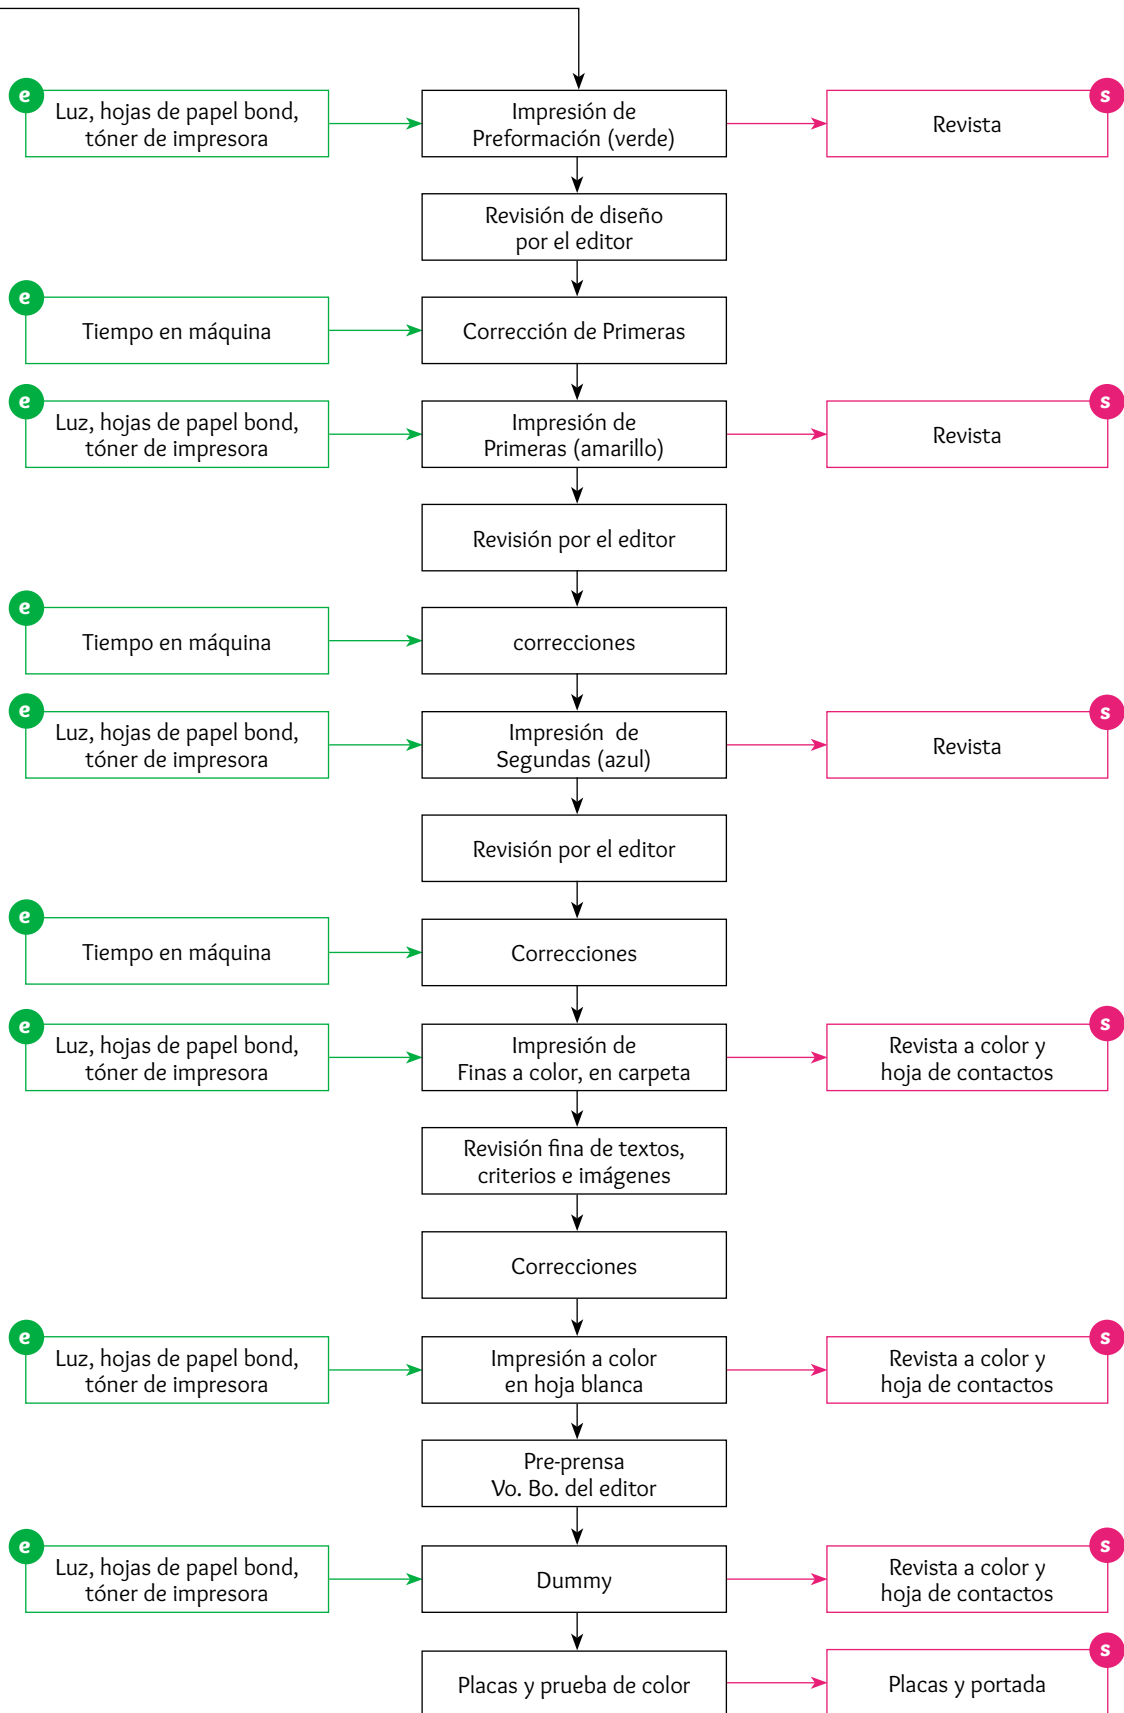 e
Luz, hojas de papel bond,
tóner de impresora
Impresión de
Preformación (verde)
s
Revista
Revisión de diseño
por el editor
e
Tiempo en máquina
Corrección de Primeras
e
Luz, hojas de papel bond,
tóner de impresora
Impresión de
Primeras (amarillo)
s
Revista
Revisión por el editor
e
Tiempo en máquina
correcciones
e
Luz, hojas de papel bond,
tóner de impresora
Impresión de
Segundas (azul)
s
Revista
Revisión por el editor
e
Tiempo en máquina
Correcciones
e
Luz, hojas de papel bond,
tóner de impresora
Impresión de
Finas a color, en carpeta
s
Revista a color y
hoja de contactos
Revisión fina de textos,
criterios e imágenes
Correcciones
e
Luz, hojas de papel bond,
tóner de impresora
Impresión a color
en hoja blanca
s
Revista a color y
hoja de contactos
Pre-prensa
Vo. Bo. del editor
e
Luz, hojas de papel bond,
tóner de impresora
Dummy
s
Revista a color y
hoja de contactos
Placas y prueba de color
s
Placas y portada